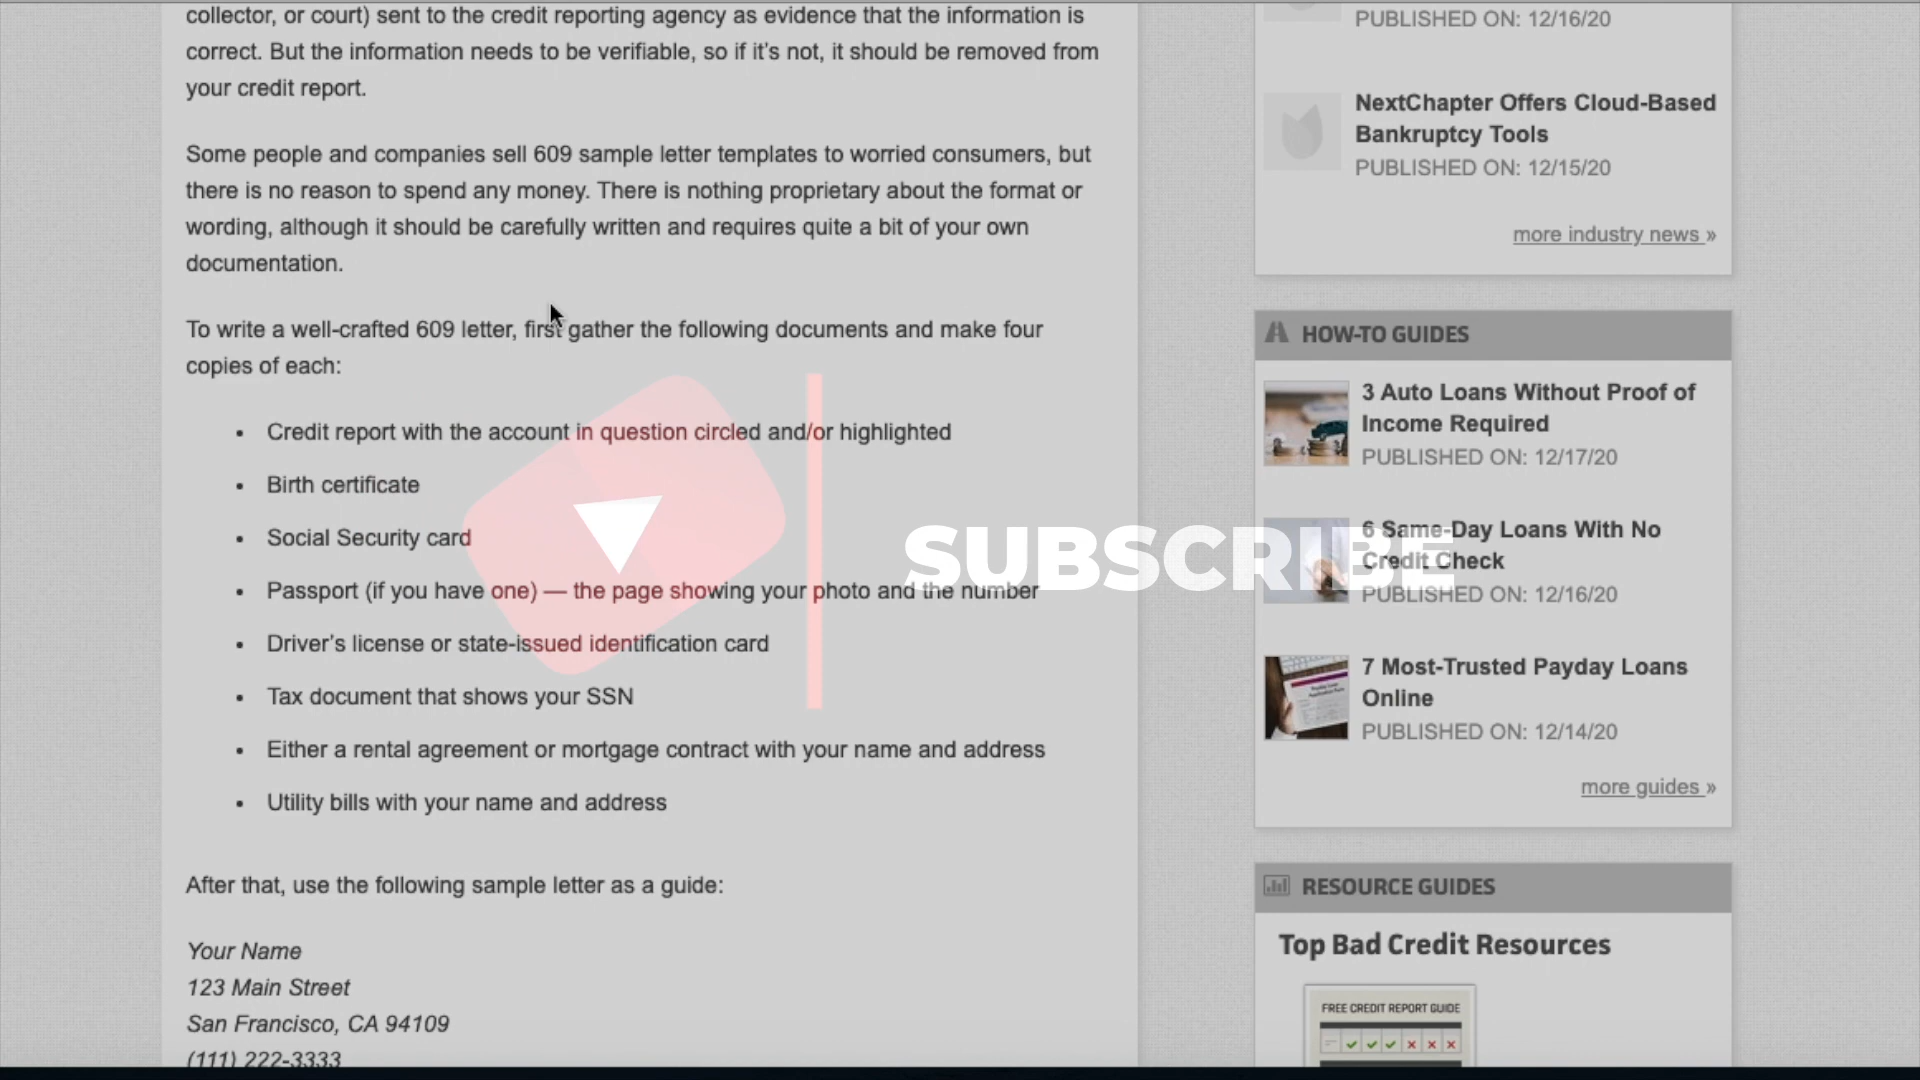 collector, or court) sent to the credit reporting agency as evidence that the information is
correct. But the information needs to be verifiable, so if it's not, it should be removed from
your credit report.
Some people and companies sell 609 sample letter templates to worried consumers, but
there is no reason to spend any money. There is nothing proprietary about the format or
wording, although it should be carefully written and requires quite a bit of your own
documentation.
To write a well-crafted 609 letter, first gather the following documents and make four
copies of each:
• Credit report with the account in question circled and/or highlighted
• Birth certificate
• Social Security card
• Passport (if you have one) — the page showing your photo and the number
• Driver's license or state-issued identification card
• Tax document that shows your SSN
• Either a rental agreement or mortgage contract with your name and address
• Utility bills with your name and address
After that, use the following sample letter as a guide:
Your Name
123 Main Street
San Francisco, CA 94109
(111) 222-3333
SUBSCRIBE
PUBLISHED ON: 12/16/20
NextChapter Offers Cloud-Based
Bankruptcy Tools
PUBLISHED ON: 12/15/20
more industry news »
HOW-TO GUIDES
3 Auto Loans Without Proof of
Income Required
PUBLISHED ON: 12/17/20
6 Same-Day Loans With No
Credit Check
PUBLISHED ON: 12/16/20
7 Most-Trusted Payday Loans
Online
PUBLISHED ON: 12/14/20
more guides »
RESOURCE GUIDES
Top Bad Credit Resources
FREE CREDIT REPORT GUIDE